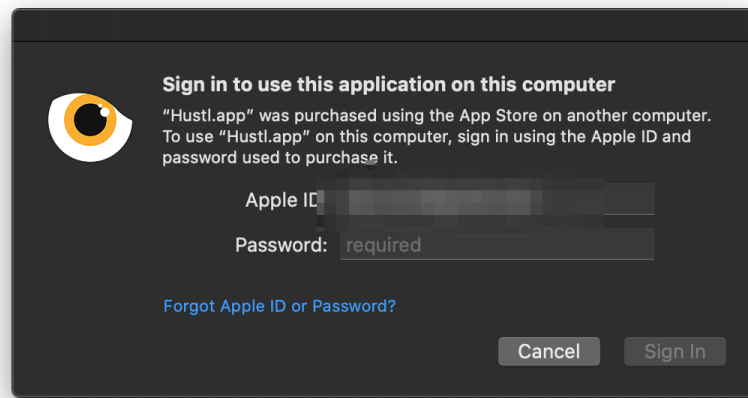 Sign in to use this application on this computer
“Hustl.app” was purchased using the App Store on another computer.
To use “Hustl.app” on this computer, sign in using the Apple ID and
password used to purchase it.
Apple ID
Password: required
Forgot Apple ID or Password?
Cancel Sign In